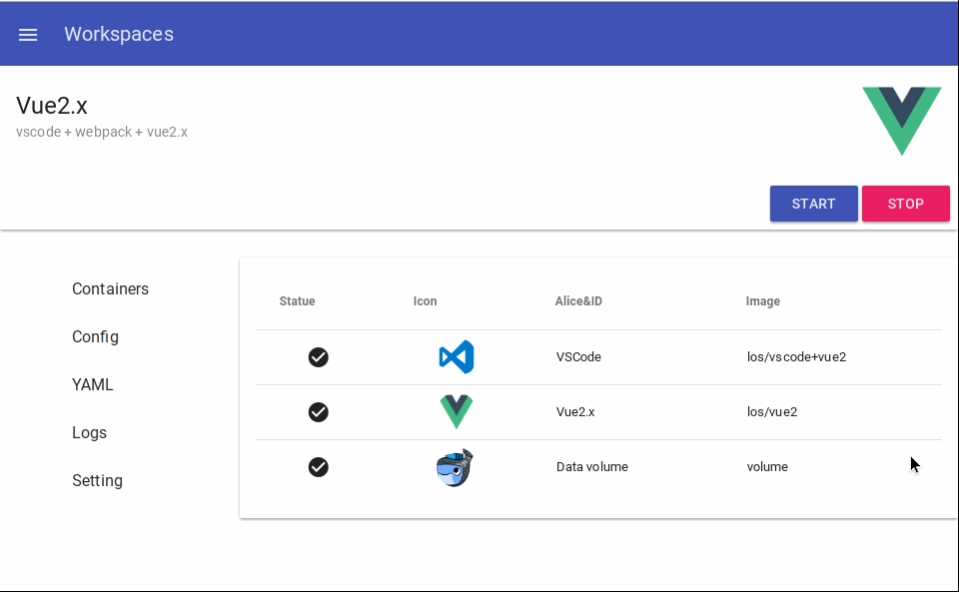 Workspaces
Vue2.x
vscode + webpack + vue2.x
START STOP
Containers
Config
YAML
Logs
Setting
Statue Icon Alice&ID Image
VSCode los/vscode+vue2
Vue2.x los/vue2
Data volume volume